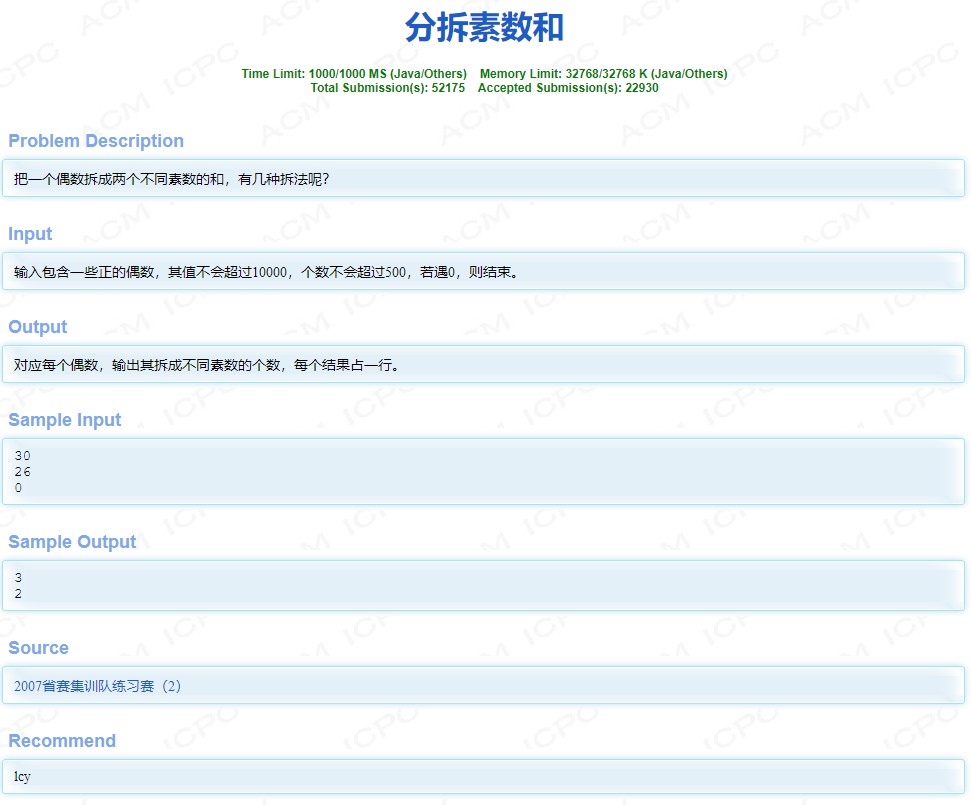 分拆素数和
Time Limit: 1000/1000 MS (Java/Others)    Memory Limit: 32768/32768 K (Java/Others)
Total Submission(s): 52175    Accepted Submission(s): 22930
Problem Description
把一个偶数拆成两个不同素数的和，有几种拆法呢？
Input
输入包含一些正的偶数，其值不会超过10000，个数不会超过500，若遇0，则结束。
Output
对应每个偶数，输出其拆成不同素数的个数，每个结果占一行。
Sample Input
30
26
0
Sample Output
3
2
Source
2007省赛集训队练习赛（2）
Recommend
lcy